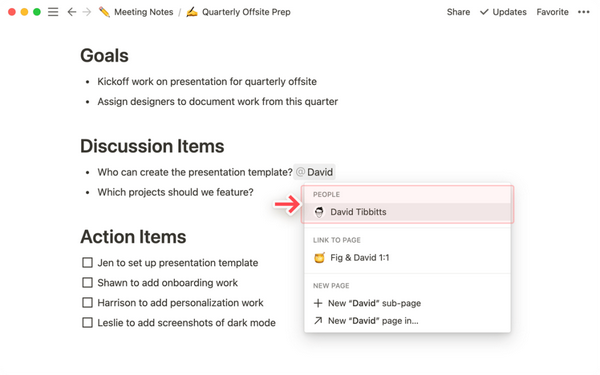 Meeting Notes / Quarterly Offsite Prep Share Updates Favorite
Goals
• Kickoff work on presentation for quarterly offsite
• Assign designers to document work from this quarter
Discussion Items
• Who can create the presentation template? @David
• Which projects should we feature?
PEOPLE
David Tibbitts
LINK TO PAGE
Fig & David 1:1
NEW PAGE
New “David” sub-page
New “David” page in...
Action Items
Jen to set up presentation template
Shawn to add onboarding work
Harrison to add personalization work
Leslie to add screenshots of dark mode